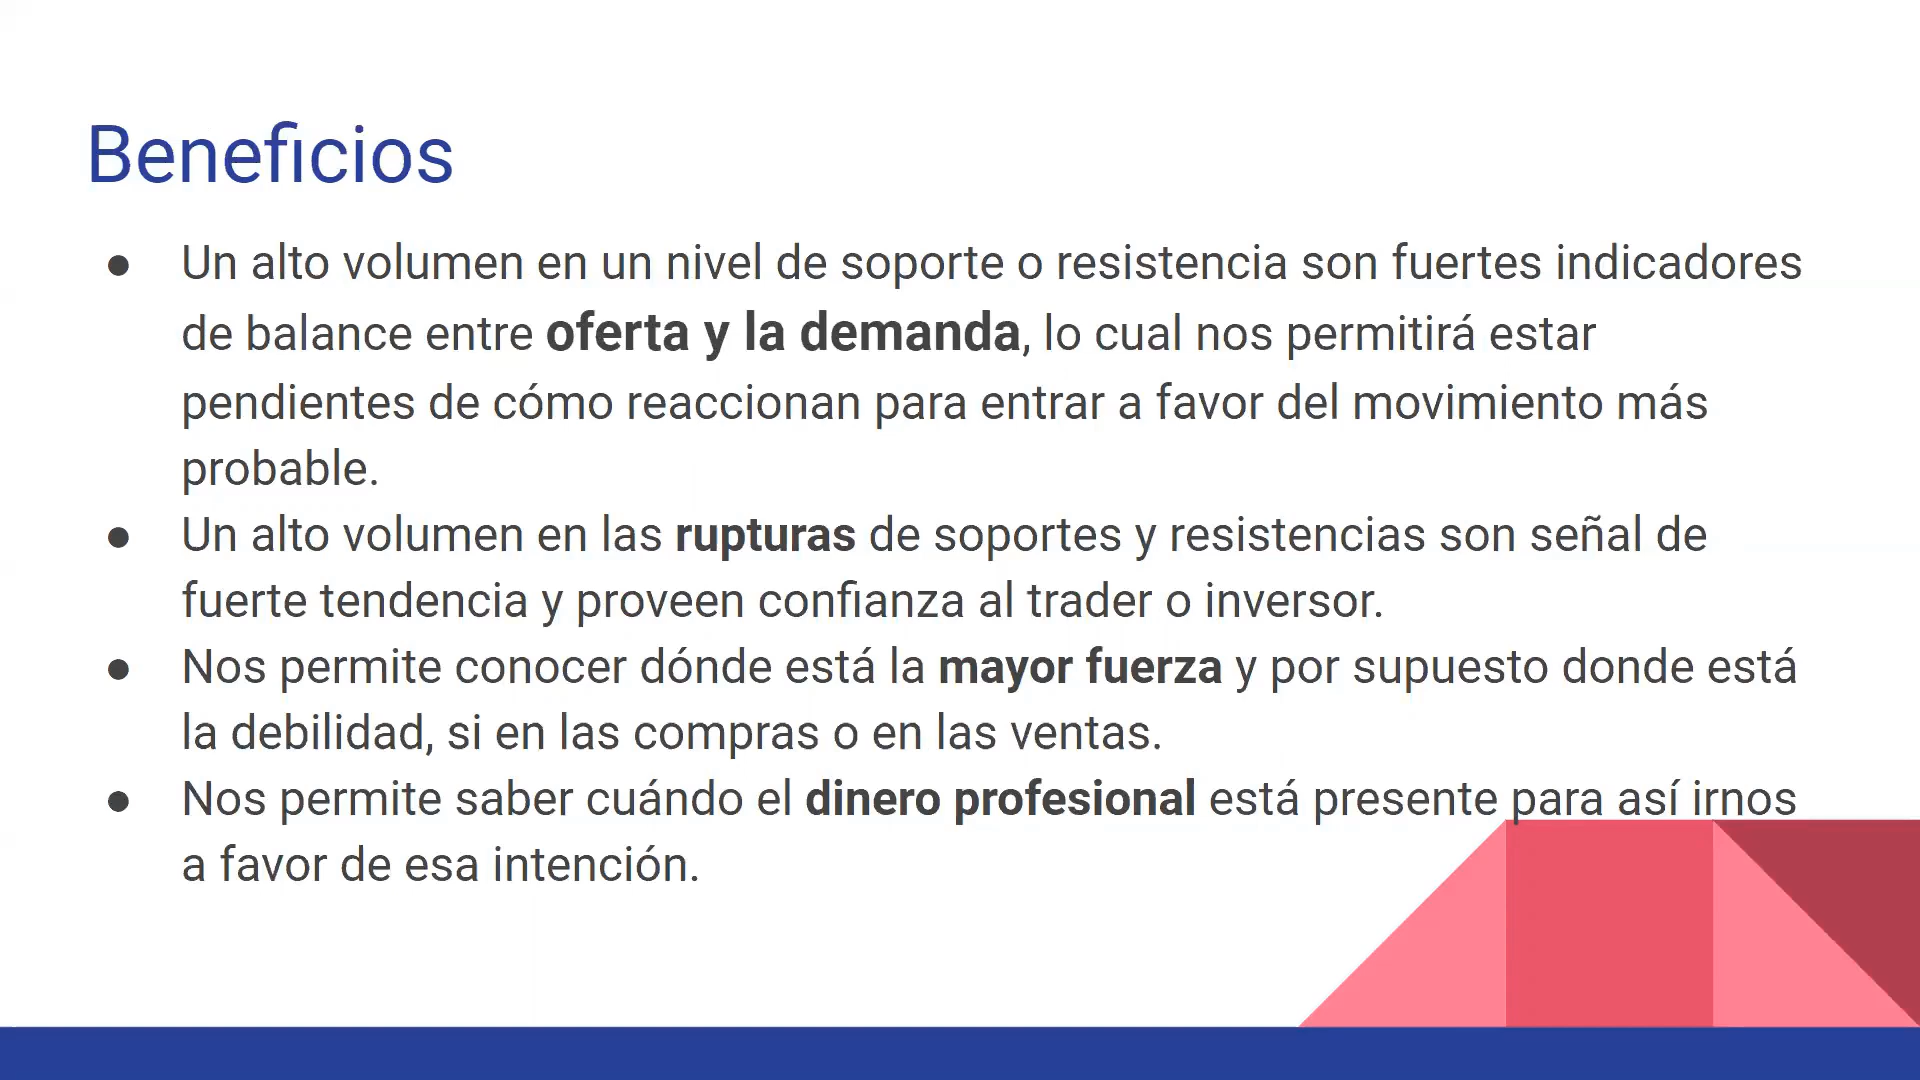 Beneficios
● Un alto volumen en un nivel de soporte o resistencia son fuertes indicadores
de balance entre oferta y la demanda, lo cual nos permitirá estar
pendientes de cómo reaccionan para entrar a favor del movimiento más
probable.
● Un alto volumen en las rupturas de soportes y resistencias son señal de
fuerte tendencia y proveen confianza al trader o inversor.
● Nos permite conocer dónde está la mayor fuerza y por supuesto donde está
la debilidad, si en las compras o en las ventas.
● Nos permite saber cuándo el dinero profesional está presente para así irnos
a favor de esa intención.